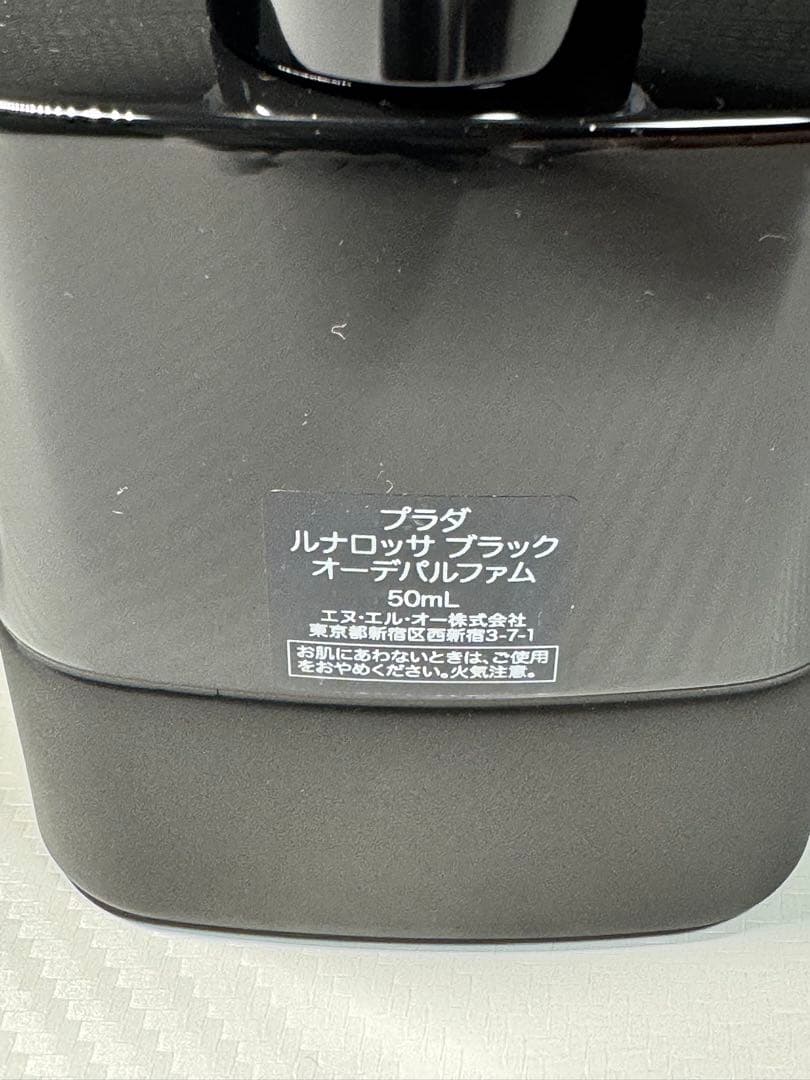 プラダ
ルナロッサ ブラック
オーデパルファム
50mL
エヌ・エル・オー株式会社
東京都新宿区西新宿3-7-1
お肌にあわないときは、ご使用
をおやめください。火気注意。